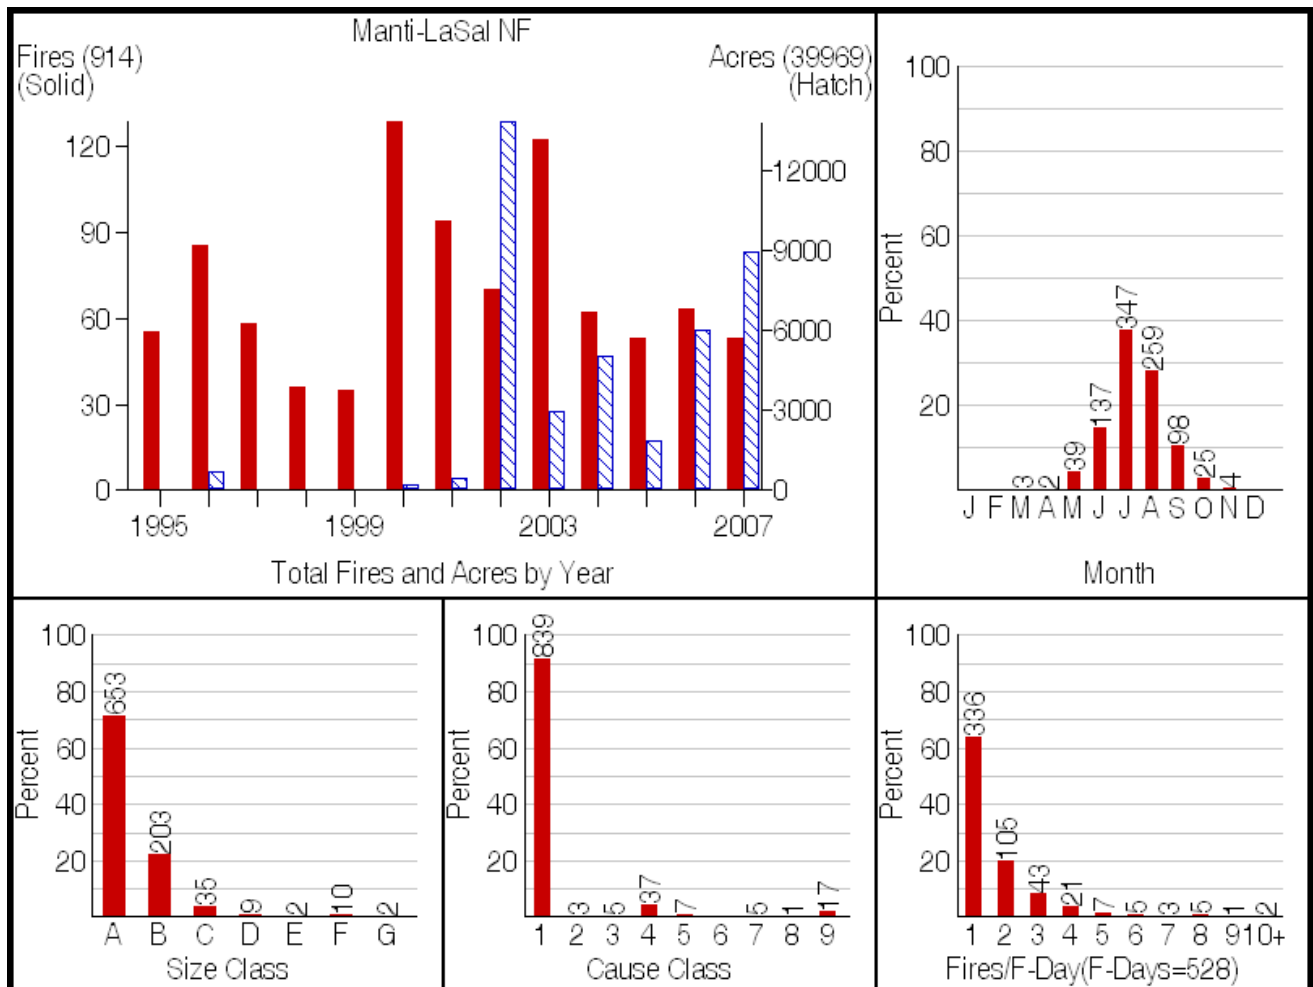 Manti-LaSal NF
Fires (914)
(Solid)
Acres (39969)
(Hatch)
120
90
60
30
0
12000
9000
6000
3000
0
1995 1999 2003 2007
Total Fires and Acres by Year
100
80
60
40
20
Percent
3 2 39 137 347 259 98 25 4
J F M A M J J A S O N D
Month
100
80
60
40
20
Percent
653 203 35 9 2 10 2
A B C D E F G
Size Class
100
80
60
40
20
Percent
839 3 5 37 7 5 1 17
1 2 3 4 5 6 7 8 9
Cause Class
100
80
60
40
20
Percent
336 105 43 21 7 5 3 5 1 2
1 2 3 4 5 6 7 8 9 10+
Fires/F-Day(F-Days=528)